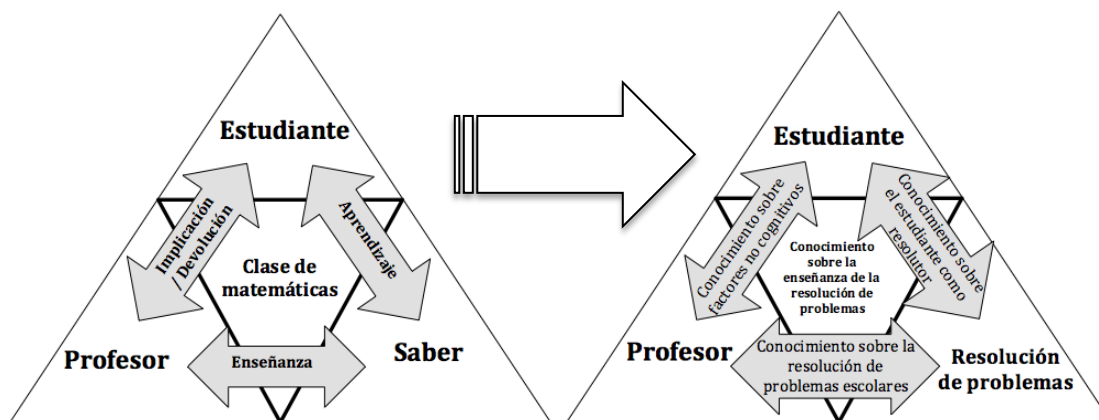 Estudiante
Implicación
/ Devolución
Aprendizaje
Clase de
matemáticas
Profesor
Enseñanza
Saber
Estudiante
Conocimiento sobre
factores no cognitivos
Conocimiento sobre
el estudiante como
resolutor
Conocimiento
sobre la
enseñanza de la
resolución de
problemas
Profesor
Conocimiento sobre la
resolución de
problemas escolares
Resolución
de problemas